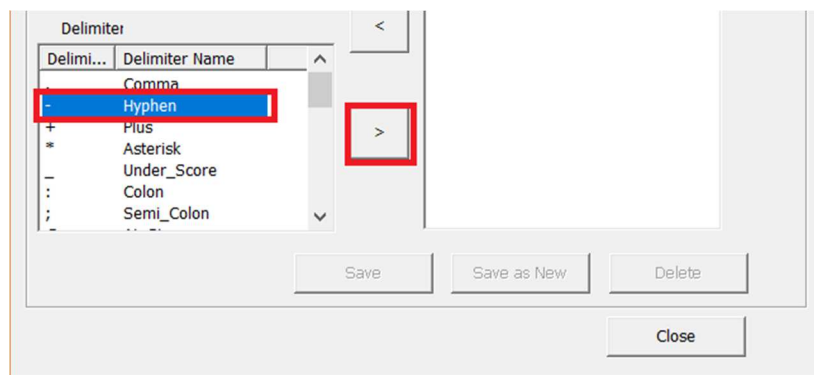 Delimiter
<
Delimi... Delimiter Name
, Comma
- Hyphen
+ Plus
>
* Asterisk
_ Under_Score
: Colon
; Semi_Colon
Save Save as New Delete
Close